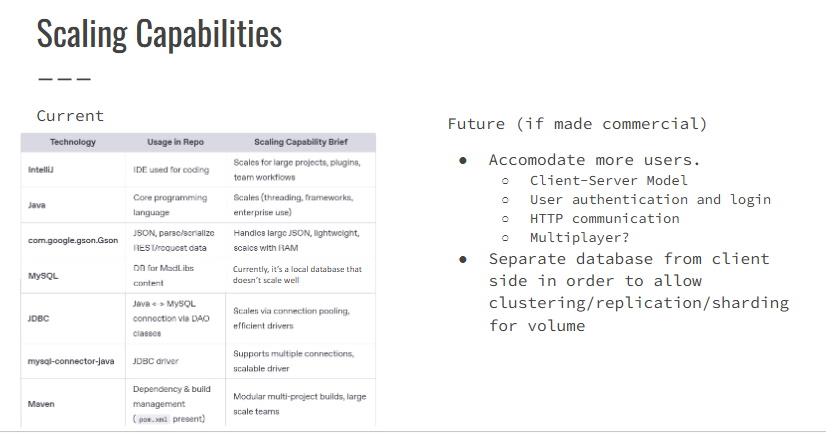 Scaling Capabilities
———
Current
Technology Usage in Repo Scaling Capability Brief
IntelliJ IDE used for coding Scales for large projects, plugins,
team workflows
Java Core programming
language Scales (threading, frameworks,
enterprise use)
com.google.gson.Gson JSON, parse/serialize
REST/request data Handles large JSON, lightweight,
scales with RAM
MySQL DB for MadLibs
content Currently, it's a local database that
doesn't scale well
JDBC Java <-> MySQL
connection via DAO
classes Scales via connection pooling,
efficient drivers
mysql-connector-java JDBC driver Supports multiple connections,
scalable driver
Maven Dependency & build
management
(pom.xml present) Modular multi-project builds, large
scale teams
Future (if made commercial)
● Accomodate more users.
○ Client-Server Model
○ User authentication and login
○ HTTP communication
○ Multiplayer?
● Separate database from client
side in order to allow
clustering/replication/sharding
for volume